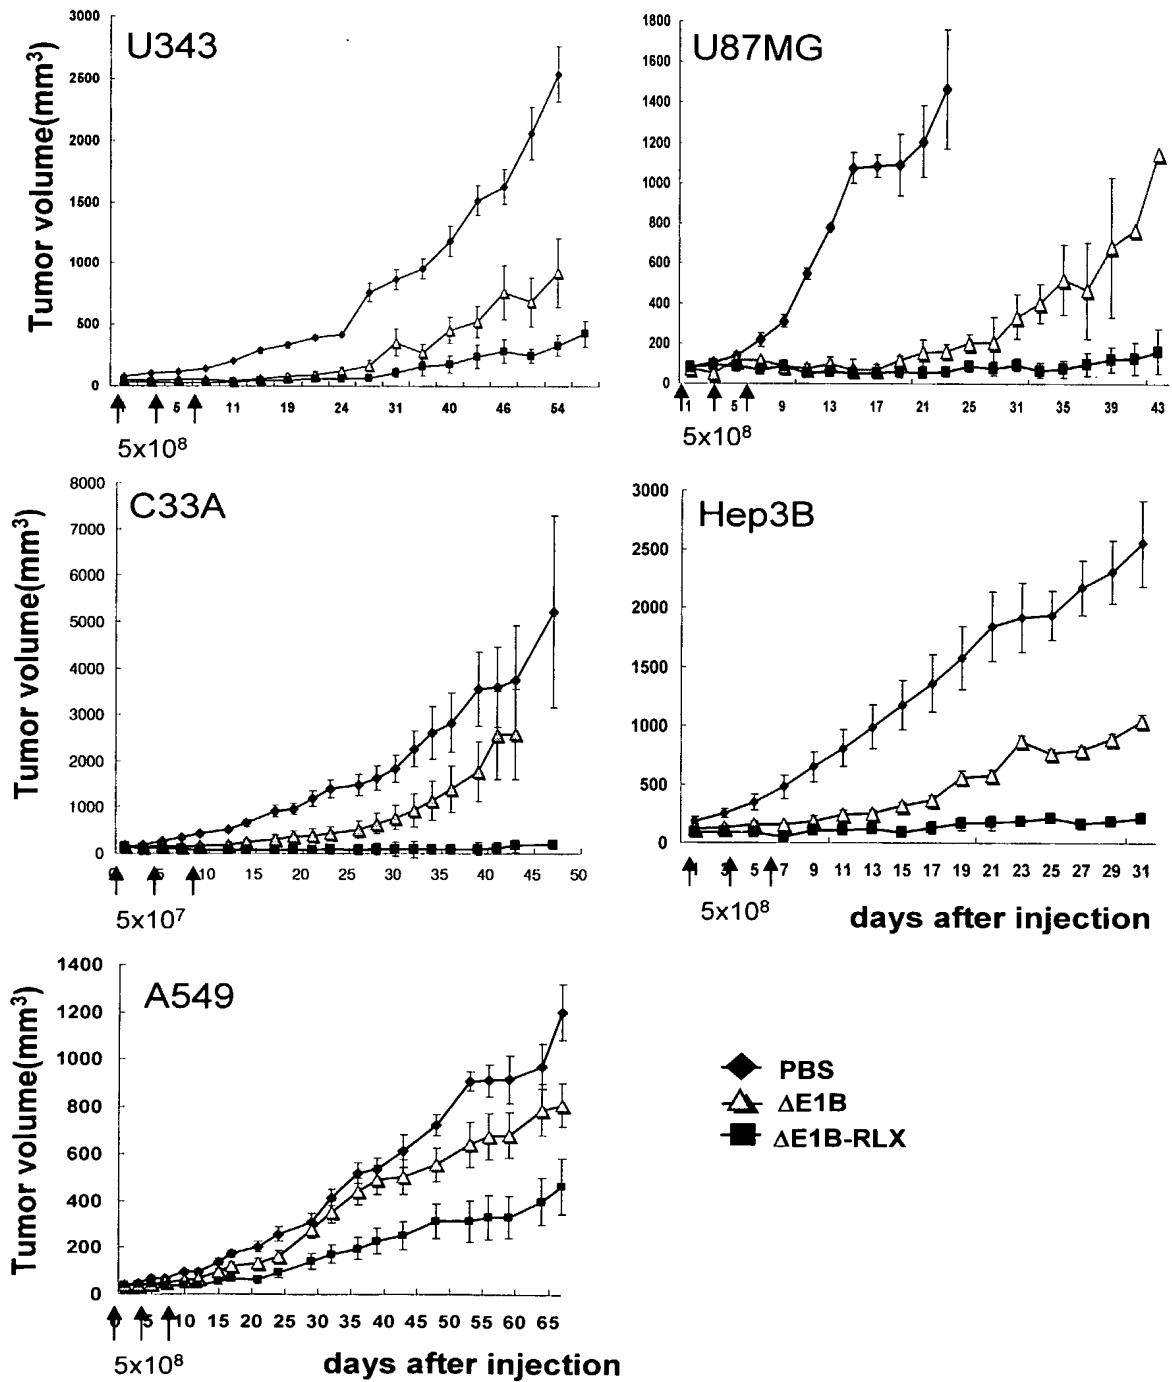 U343
Tumor volume(mm³)
3000
2500
2000
1500
1000
500
0
5 11 19 24 31 40 46 54
5x10⁸
U87MG
1800
1600
1400
1200
1000
800
600
400
200
0
1 5 9 13 17 21 25 31 35 39 43
5x10⁸
C33A
Tumor volume(mm³)
8000
7000
6000
5000
4000
3000
2000
1000
0
0 5 10 15 20 25 30 35 40 45 50
5x10⁷
Hep3B
3000
2500
2000
1500
1000
500
0
1 3 5 7 9 11 13 15 17 19 21 23 25 27 29 31
5x10⁸
days after injection
A549
Tumor volume(mm³)
1400
1200
1000
800
600
400
200
0
0 5 10 15 20 25 30 35 40 45 50 55 60 65
5x10⁸
days after injection
PBS
ΔE1B
ΔE1B-RLX